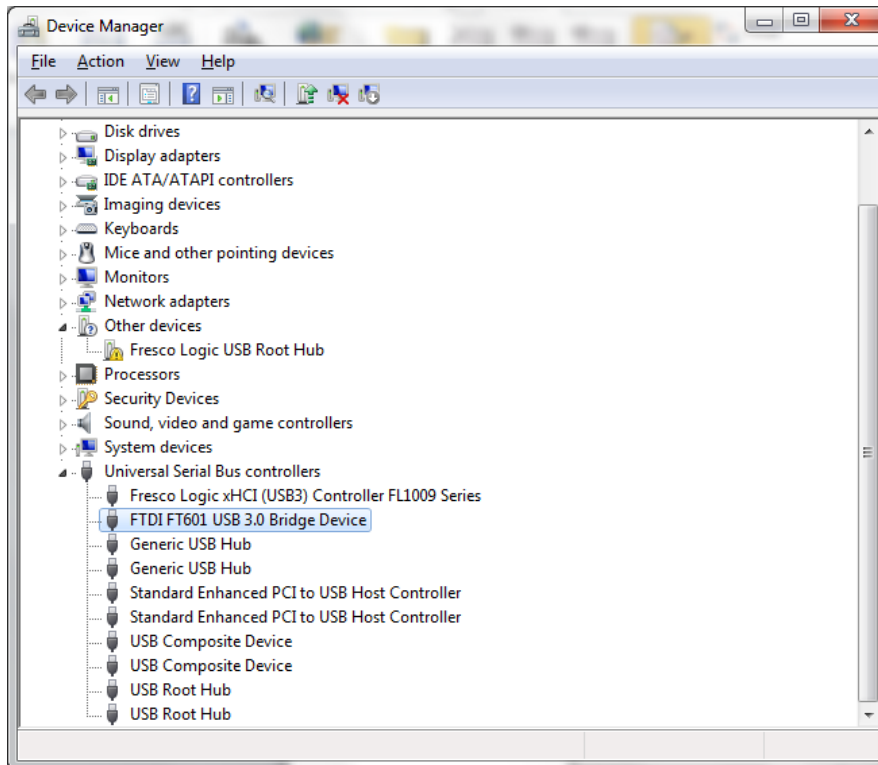 Device Manager
File Action View Help
Disk drives
Display adapters
IDE ATA/ATAPI controllers
Imaging devices
Keyboards
Mice and other pointing devices
Monitors
Network adapters
Other devices
Fresco Logic USB Root Hub
Processors
Security Devices
Sound, video and game controllers
System devices
Universal Serial Bus controllers
Fresco Logic xHCI (USB3) Controller FL1009 Series
FTDI FT601 USB 3.0 Bridge Device
Generic USB Hub
Generic USB Hub
Standard Enhanced PCI to USB Host Controller
Standard Enhanced PCI to USB Host Controller
USB Composite Device
USB Composite Device
USB Root Hub
USB Root Hub